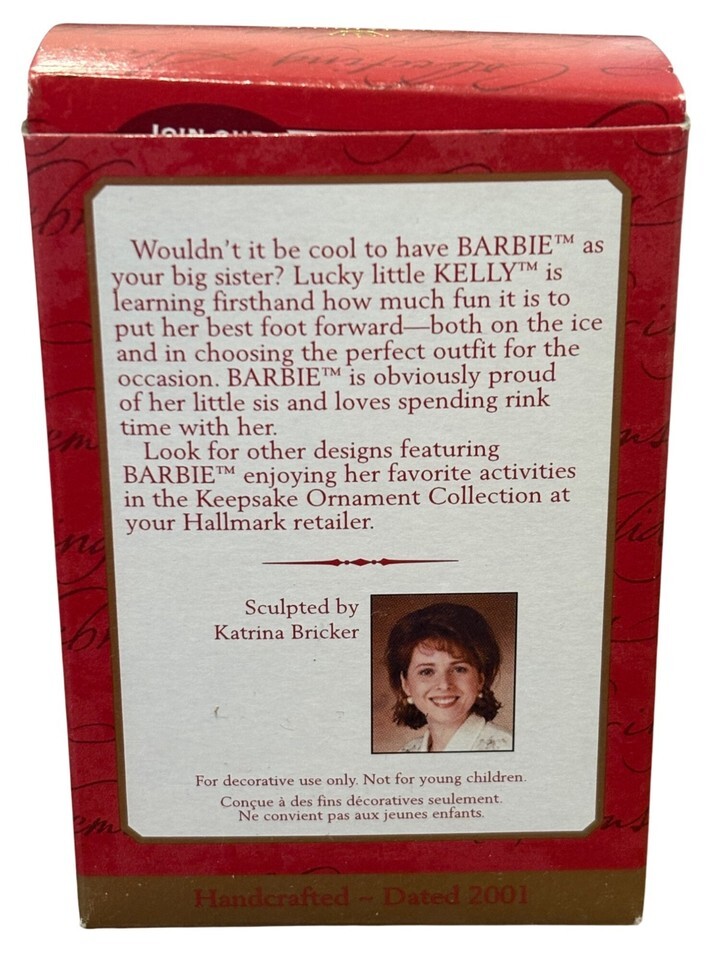 JOIN OUR
Wouldn't it be cool to have BARBIE™ as
your big sister? Lucky little KELLY™ is
learning firsthand how much fun it is to
put her best foot forward—both on the ice
and in choosing the perfect outfit for the
occasion. BARBIE™ is obviously proud
of her little sis and loves spending rink
time with her.
Look for other designs featuring
BARBIE™ enjoying her favorite activities
in the Keepsake Ornament Collection at
your Hallmark retailer.
Sculpted by
Katrina Bricker
For decorative use only. Not for young children.
Conçue à des fins décoratives seulement.
Ne convient pas aux jeunes enfants.
Handcrafted – Dated 2001